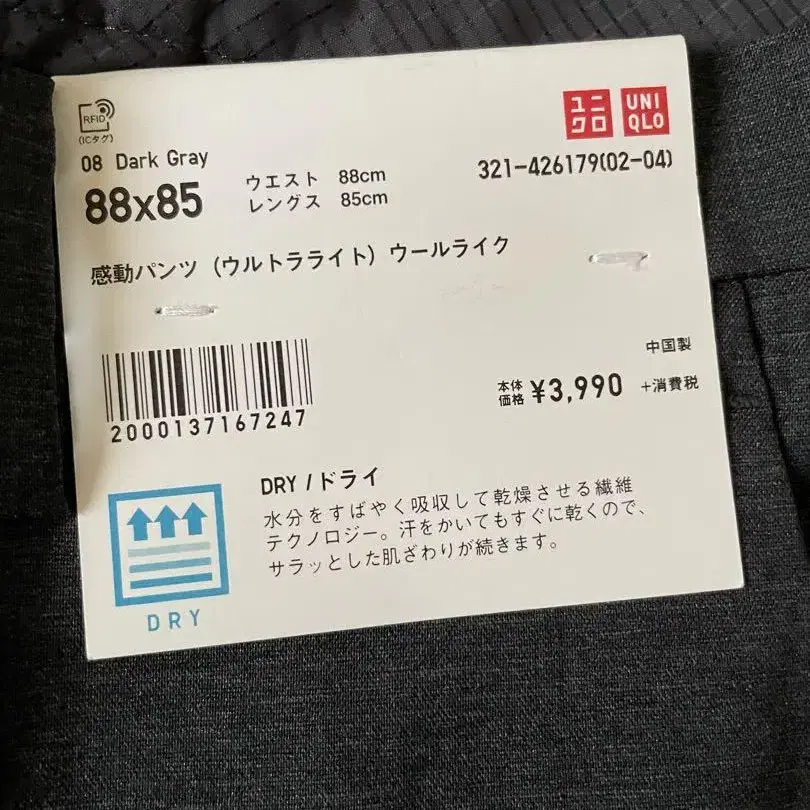 RFID
(ICタグ)
ユニ
クロ
UNI
QLO
08 Dark Gray
321-426179(02-04)
88x85
ウエスト 88cm
レングス 85cm
感動パンツ（ウルトラライト）ウールライク
中国製
本体
価格 ¥3,990 +消費税
2000137167247
DRY /ドライ
水分をすばやく吸収して乾燥させる繊維
テクノロジー。汗をかいてもすぐに乾くので、
サラッとした肌ざわりが続きます。
DRY